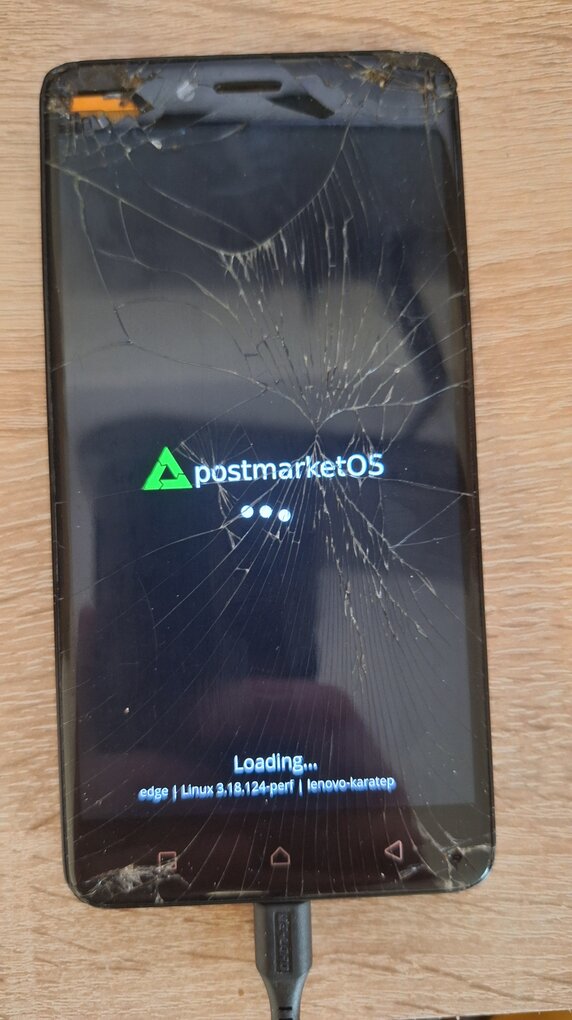 postmarketOS
Loading...
edge | Linux 3.18.124-perf | lenovo-karatep